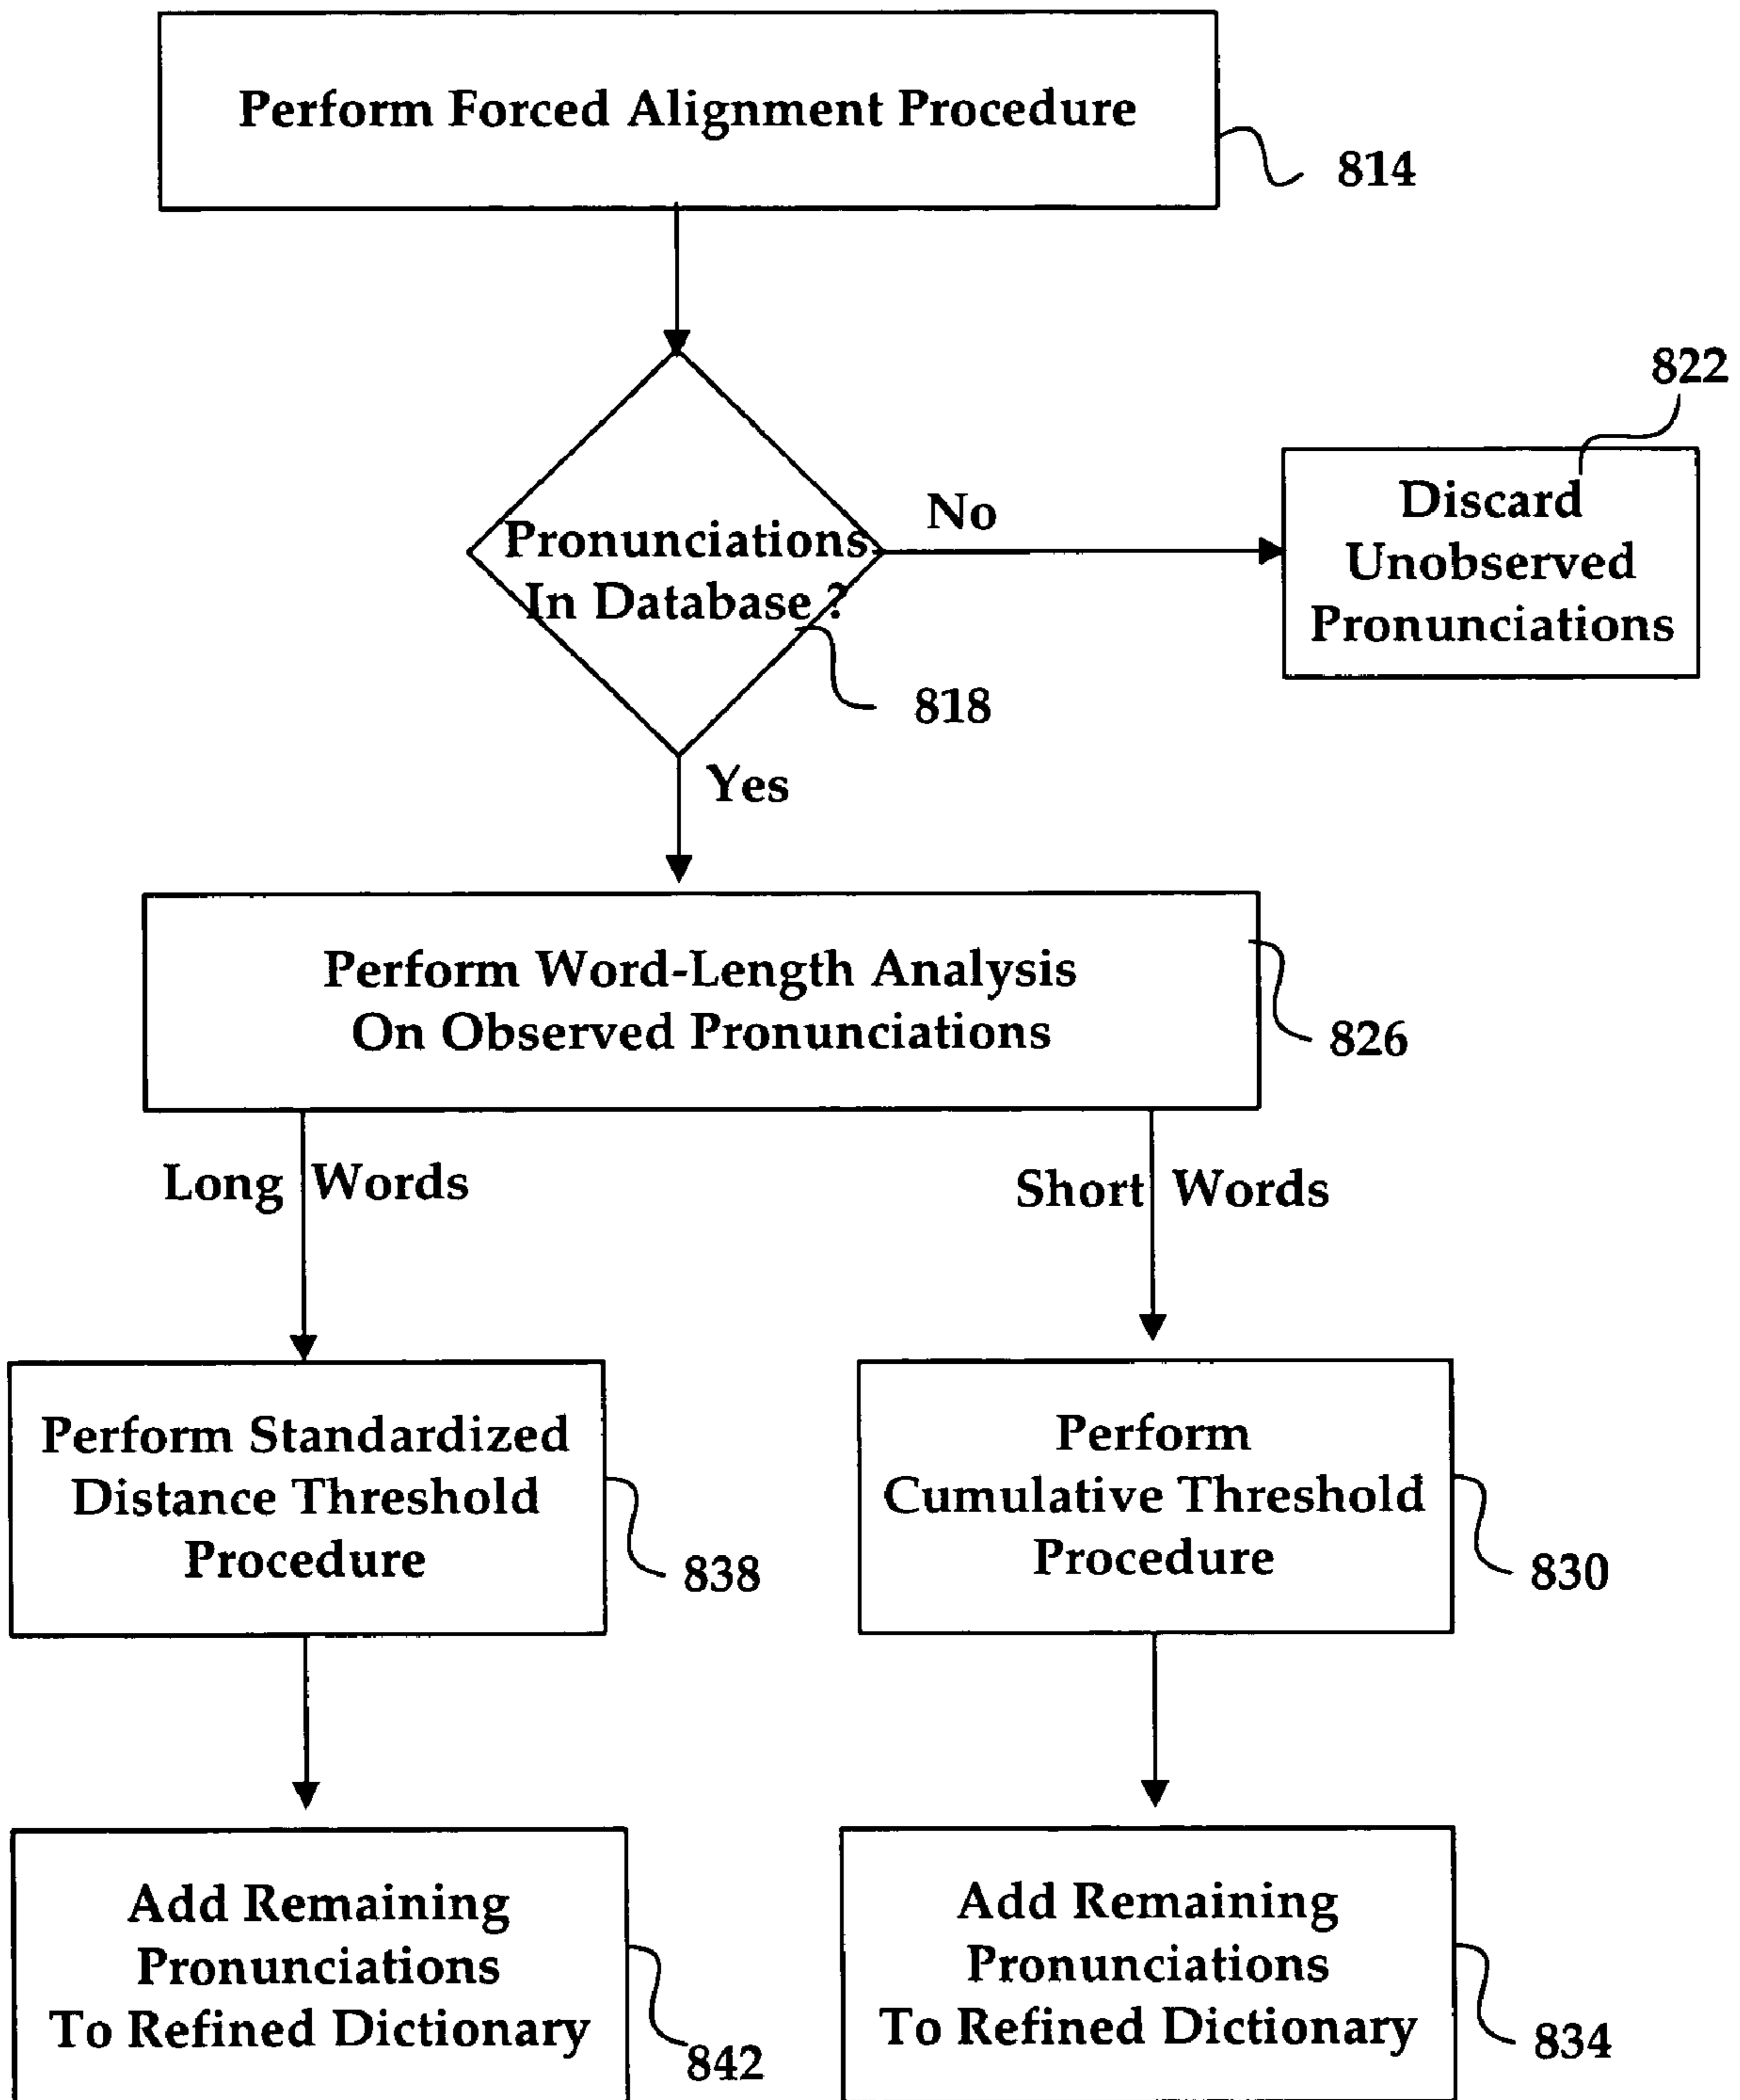 Perform Forced Alignment Procedure
814
822
Discard
Unobserved
Pronunciations
No
Pronunciations
In Database ?
818
Yes
Perform Word-Length Analysis
On Observed Pronunciations
826
Long Words
Short Words
Perform Standardized
Distance Threshold
Procedure
838
Perform
Cumulative Threshold
Procedure
830
Add Remaining
Pronunciations
To Refined Dictionary
842
Add Remaining
Pronunciations
To Refined Dictionary
834